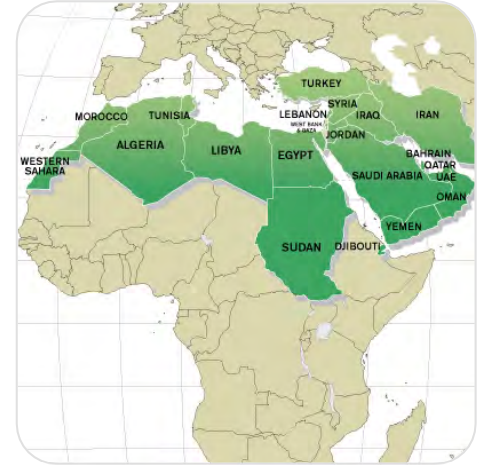 TURKEY
SYRIA
LEBANON
IRAQ
IRAN
WEST BANK
& GAZA
JORDAN
MOROCCO
TUNISIA
ALGERIA
LIBYA
EGYPT
BAHRAIN
QATAR
WESTERN
SAHARA
SAUDI ARABIA
UAE
OMAN
YEMEN
SUDAN
DJIBOUTI